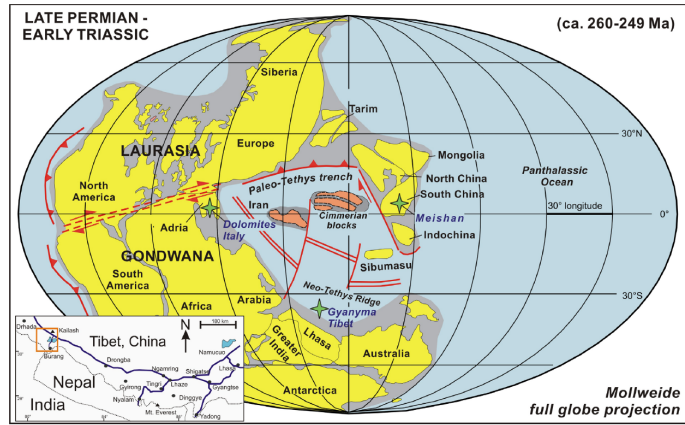 LATE PERMIAN -
EARLY TRIASSIC
(ca. 260-249 Ma)
Siberia
Tarim
30°N
Europe
LAURASIA
Mongolia
Paleo-Tethys trench
North China
Panthalassic
Ocean
North
America
Iran
South China
30° longitude
Cimmerian
blocks
0°
Adria
Dolomites
Italy
Meishan
Indochina
GONDWANA
Sibumasu
South
America
Neo-Tethys Ridge
30°S
Africa
Arabia
Gyanyma
Tibet
Greater
India
Lhasa
Australia
Antarctica
Mollweide
full globe projection
N
190 km
Drhada
Kailash
Tibet, China
Burang
Namucuo
Drongba
Ngamring
Shigatse
Lhasa
Nepal
Gyirong
Tingri
Lhaze
Gyangtse
India
Nyalam
Dinggye
Mt. Everest
Yadong